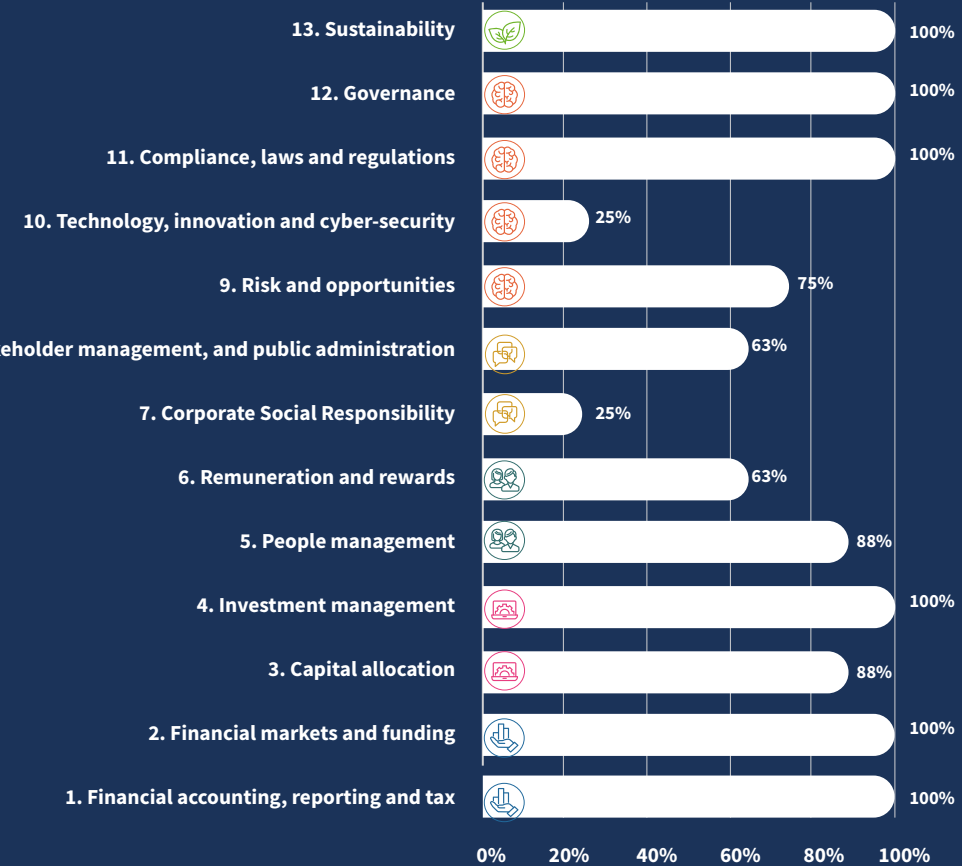 13. Sustainability 100%
12. Governance 100%
11. Compliance, laws and regulations 100%
10. Technology, innovation and cyber-security 25%
9. Risk and opportunities 75%
eholder management, and public administration 63%
7. Corporate Social Responsibility 25%
6. Remuneration and rewards 63%
5. People management 88%
4. Investment management 100%
3. Capital allocation 88%
2. Financial markets and funding 100%
1. Financial accounting, reporting and tax 100%
0% 20% 40% 60% 80% 100%